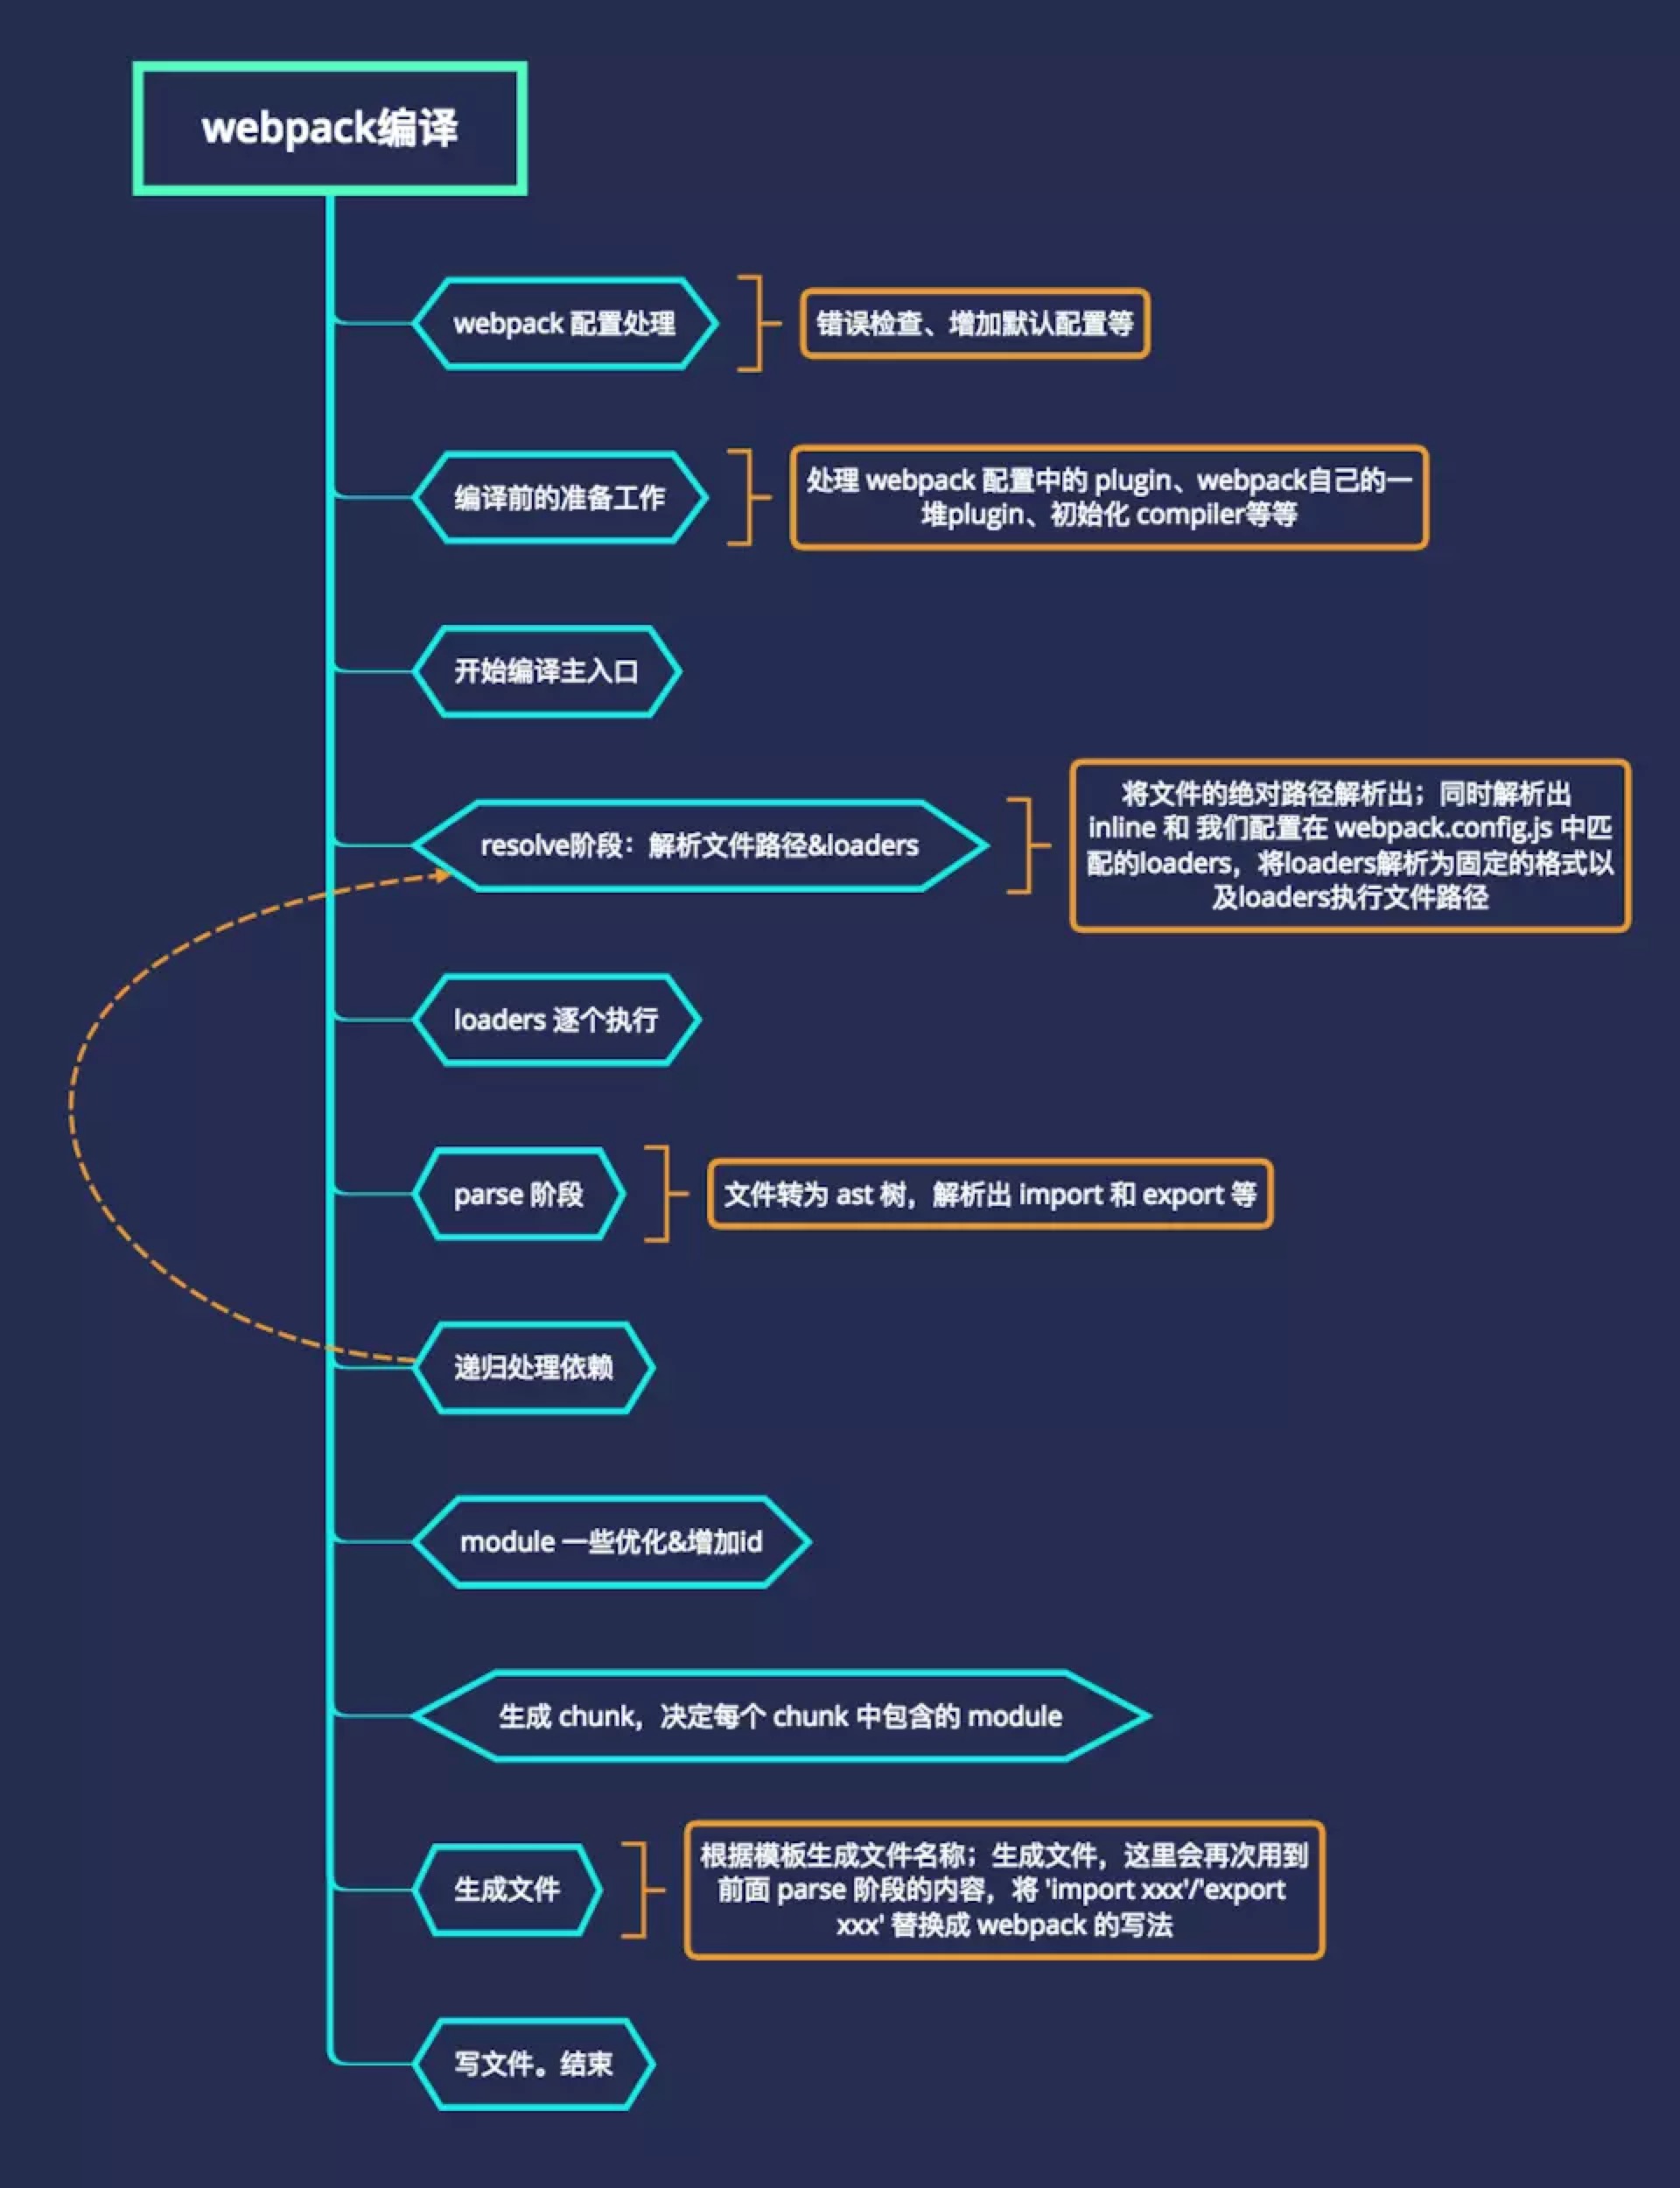 webpack编译
webpack 配置处理
错误检查、增加默认配置等
编译前的准备工作
处理 webpack 配置中的 plugin、webpack自己的一
堆plugin、初始化 compiler等等
开始编译主入口
resolve阶段：解析文件路径&loaders
将文件的绝对路径解析出；同时解析出
inline 和 我们配置在 webpack.config.js 中匹
配的loaders，将loaders解析为固定的格式以
及loaders执行文件路径
loaders 逐个执行
parse 阶段
文件转为 ast 树，解析出 import 和 export 等
递归处理依赖
module 一些优化&增加id
生成 chunk，决定每个 chunk 中包含的 module
生成文件
根据模板生成文件名称；生成文件，这里会再次用到
前面 parse 阶段的内容，将 'import xxx'/'export
xxx' 替换成 webpack 的写法
写文件。结束